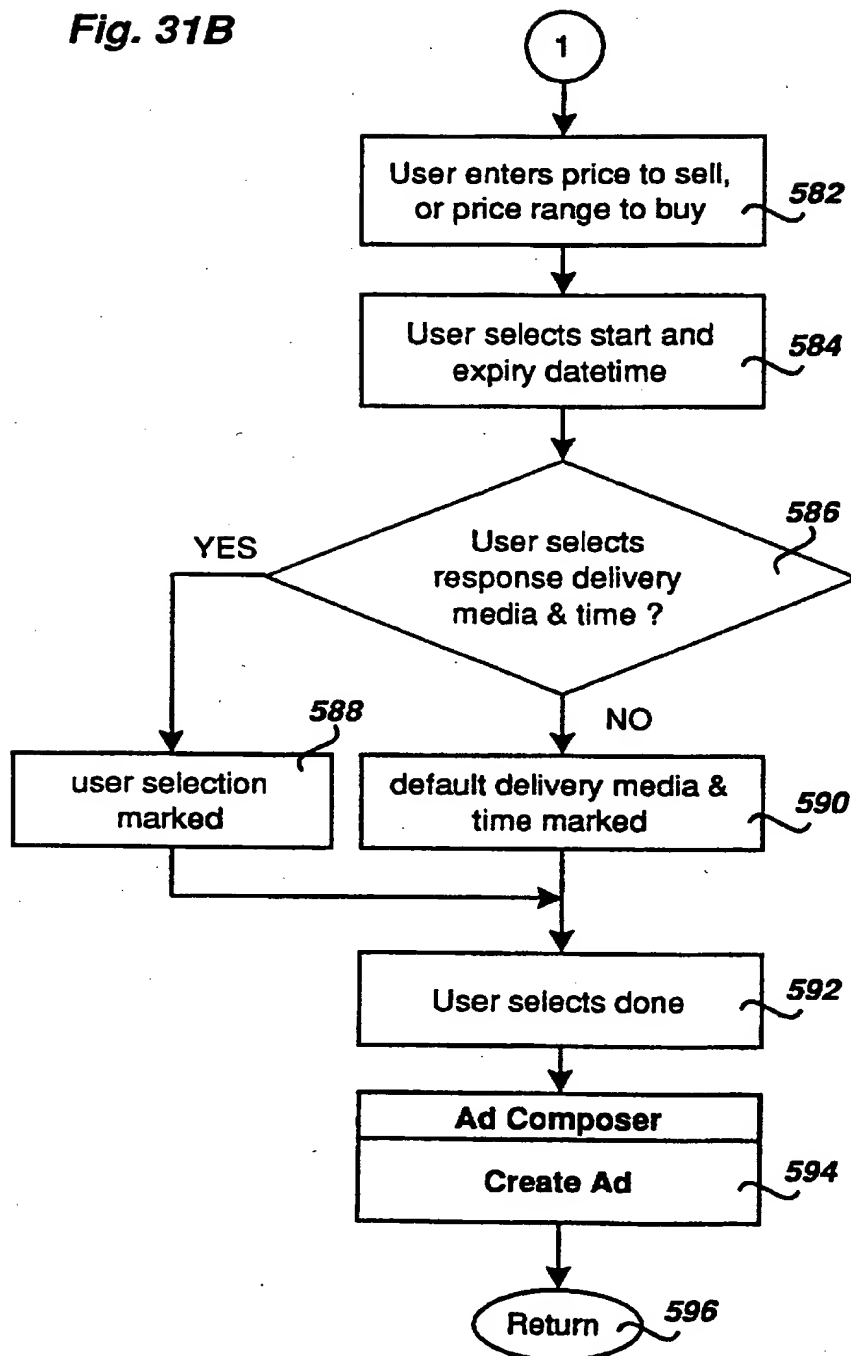 Fig. 31B
1
User enters price to sell,
or price range to buy
582
User selects start and
expiry datetime
584
586
YES
User selects
response delivery
media & time ?
588
NO
user selection
marked
default delivery media &
time marked
590
User selects done
592
Ad Composer
Create Ad
594
Return
596